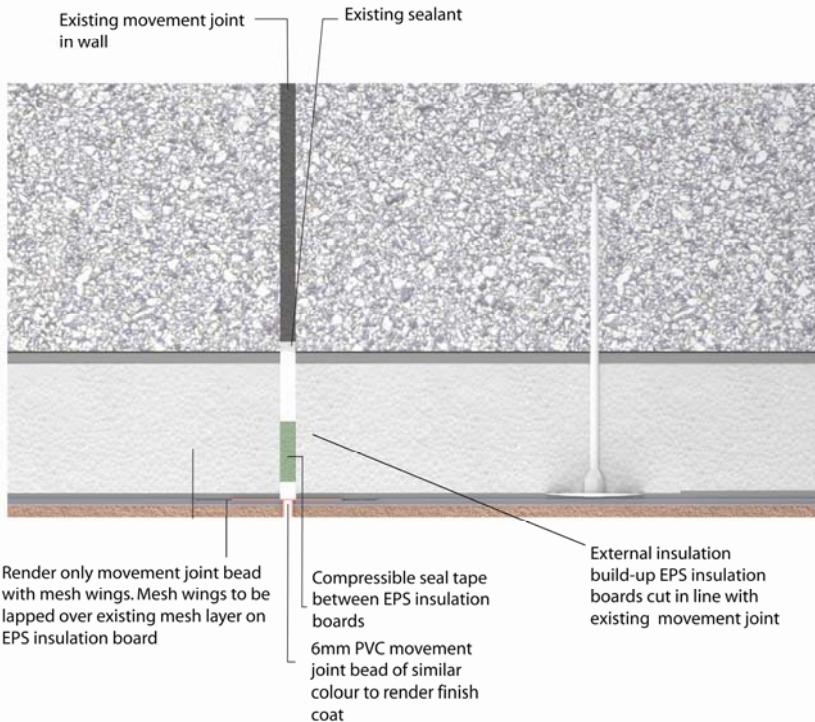 Existing movement joint
in wall
Existing sealant
Render only movement joint bead
with mesh wings. Mesh wings to be
lapped over existing mesh layer on
EPS insulation board
Compressible seal tape
between EPS insulation
boards
6mm PVC movement
joint bead of similar
colour to render finish
coat
External insulation
build-up EPS insulation
boards cut in line with
existing movement joint